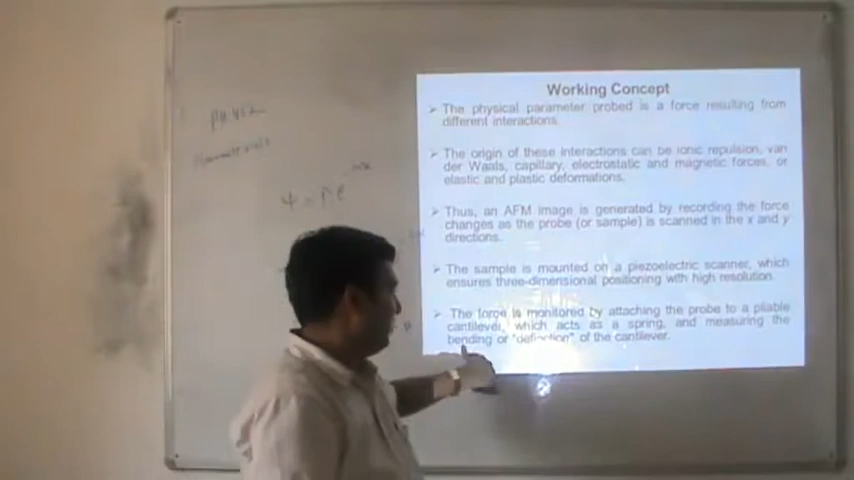 Working Concept
The physical parameter probed is a force resulting from
different interactions.
The origin of these interactions can be ionic repulsion, van
der Waals, capillary, electrostatic and magnetic forces, or
elastic and plastic deformations.
Thus, an AFM image is generated by recording the force
changes as the probe (or sample) is scanned in the x and y
directions.
The sample is mounted on a piezoelectric scanner, which
ensures three-dimensional positioning with high resolution.
The force is monitored by attaching the probe to a pliable
cantilever, which acts as a spring, and measuring the
bending or "deflection" of the cantilever.